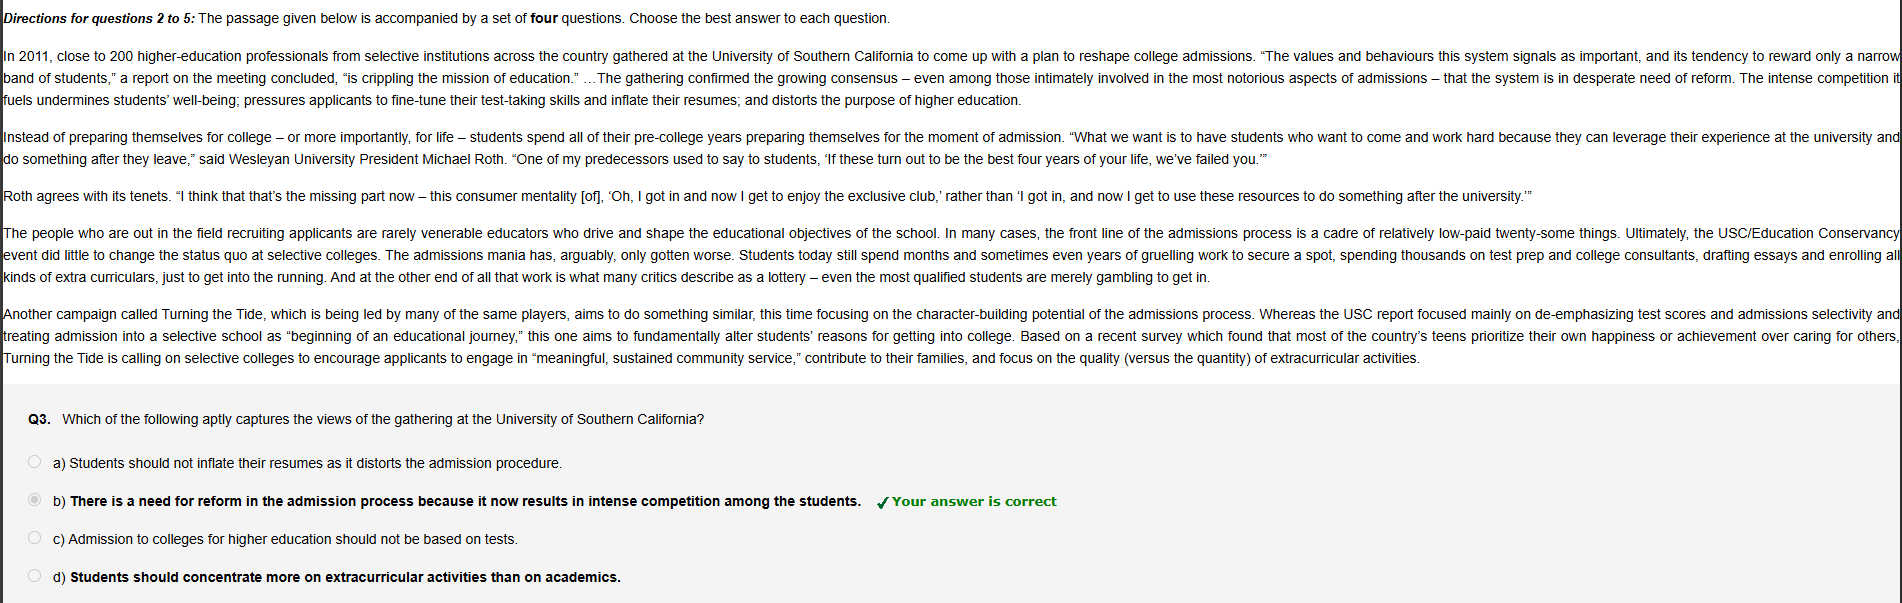 Directions for questions 2 to 5: The passage given below is accompanied by a set of four questions. Choose the best answer to each question.
In 2011, close to 200 higher-education professionals from selective institutions across the country gathered at the University of Southern California to come up with a plan to reshape college admissions. “The values and behaviours this system signals as important, and its tendency to reward only a narrow
band of students,” a report on the meeting concluded, “is crippling the mission of education.” …The gathering confirmed the growing consensus – even among those intimately involved in the most notorious aspects of admissions – that the system is in desperate need of reform. The intense competition it
fuels undermines students’ well-being; pressures applicants to fine-tune their test-taking skills and inflate their resumes; and distorts the purpose of higher education.
Instead of preparing themselves for college – or more importantly, for life – students spend all of their pre-college years preparing themselves for the moment of admission. “What we want is to have students who want to come and work hard because they can leverage their experience at the university and
do something after they leave,” said Wesleyan University President Michael Roth. “One of my predecessors used to say to students, ‘If these turn out to be the best four years of your life, we’ve failed you.’”
Roth agrees with its tenets. “I think that that’s the missing part now – this consumer mentality [of], ‘Oh, I got in and now I get to enjoy the exclusive club,’ rather than ‘I got in, and now I get to use these resources to do something after the university.’”
The people who are out in the field recruiting applicants are rarely venerable educators who drive and shape the educational objectives of the school. In many cases, the front line of the admissions process is a cadre of relatively low-paid twenty-some things. Ultimately, the USC/Education Conservancy
event did little to change the status quo at selective colleges. The admissions mania has, arguably, only gotten worse. Students today still spend months and sometimes even years of gruelling work to secure a spot, spending thousands on test prep and college consultants, drafting essays and enrolling all
kinds of extra curriculars, just to get into the running. And at the other end of all that work is what many critics describe as a lottery – even the most qualified students are merely gambling to get in.
Another campaign called Turning the Tide, which is being led by many of the same players, aims to do something similar, this time focusing on the character-building potential of the admissions process. Whereas the USC report focused mainly on de-emphasizing test scores and admissions selectivity and
treating admission into a selective school as “beginning of an educational journey,” this one aims to fundamentally alter students’ reasons for getting into college. Based on a recent survey which found that most of the country’s teens prioritize their own happiness or achievement over caring for others,
Turning the Tide is calling on selective colleges to encourage applicants to engage in “meaningful, sustained community service,” contribute to their families, and focus on the quality (versus the quantity) of extracurricular activities.
Q3. Which of the following aptly captures the views of the gathering at the University of Southern California?
a) Students should not inflate their resumes as it distorts the admission procedure.
b) There is a need for reform in the admission process because it now results in intense competition among the students. ✓Your answer is correct
c) Admission to colleges for higher education should not be based on tests.
d) Students should concentrate more on extracurricular activities than on academics.